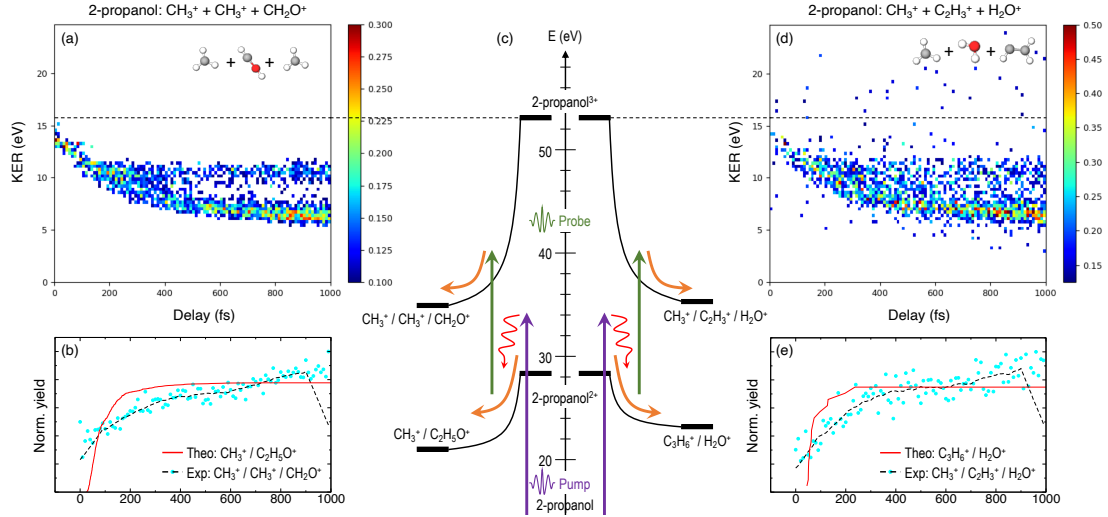 2-propanol: CH₃⁺ + CH₃⁺ + CH₂O⁺
(a)
KER (eV)
20
15
10
5
0
0
200
400
600
800
1000
Delay (fs)
0.300
0.275
0.250
0.225
0.200
0.175
0.150
0.125
0.100
+
+
(b)
Norm. yield
Theo: CH₃⁺ / C₂H₅O⁺
Exp: CH₃⁺ / CH₃⁺ / CH₂O⁺
0
200
400
600
800
1000
(c)
E (eV)
2-propanol³⁺
50
40
30
20
Probe
CH₃⁺ / CH₃⁺ / CH₂O⁺
CH₃⁺ / C₂H₃⁺ / H₂O⁺
2-propanol²⁺
CH₃⁺ / C₂H₅O⁺
C₃H₆⁺ / H₂O⁺
Pump
2-propanol
2-propanol: CH₃⁺ + C₂H₃⁺ + H₂O⁺
(d)
KER (eV)
20
15
10
5
0
0
200
400
600
800
1000
Delay (fs)
0.50
0.45
0.40
0.35
0.30
0.25
0.20
0.15
+
+
(e)
Norm. yield
Theo: C₃H₆⁺ / H₂O⁺
Exp: CH₃⁺ / C₂H₃⁺ / H₂O⁺
0
200
400
600
800
1000